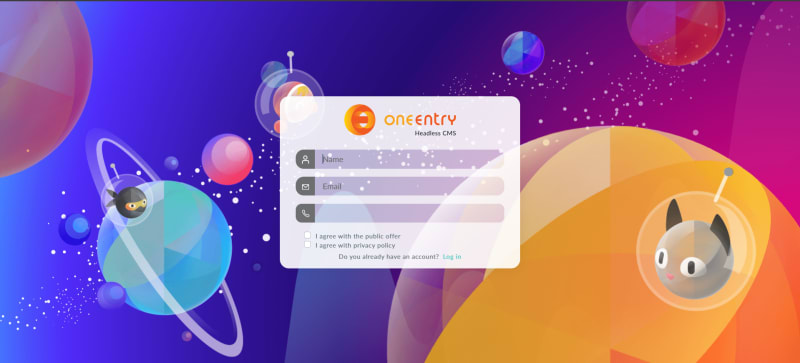 OneEntry
Headless CMS
Name
Email
I agree with the public offer
I agree with privacy policy
Do you already have an account? Log in